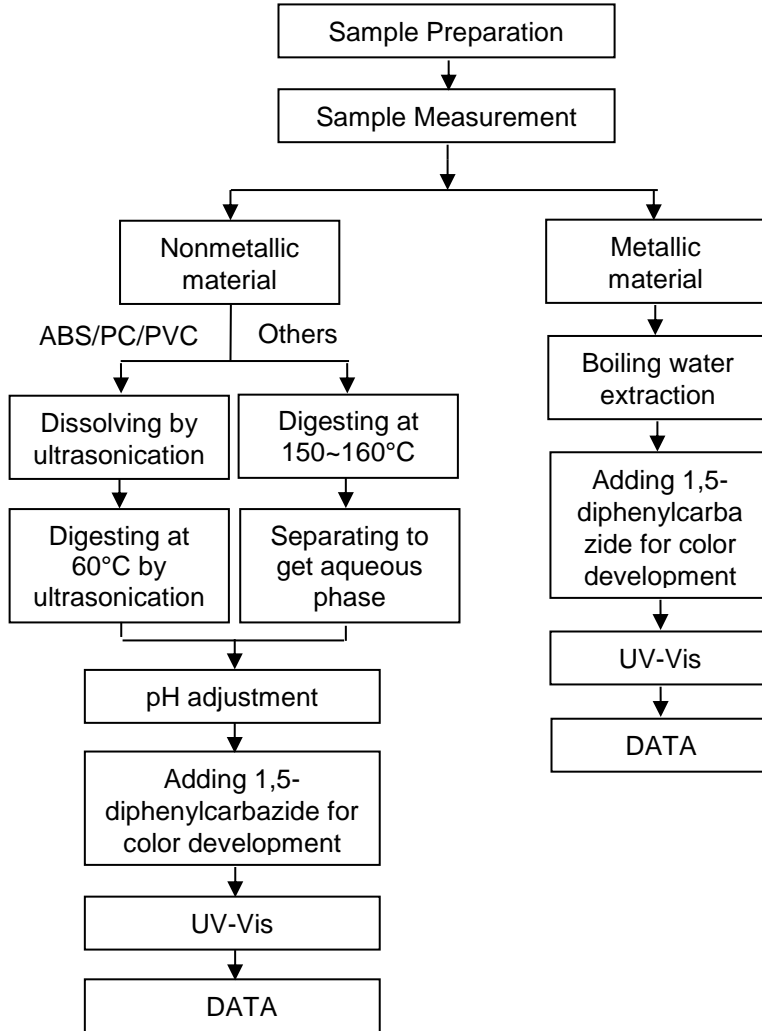 Sample Preparation
Sample Measurement
Nonmetallic
material
Metallic
material
ABS/PC/PVC
Others
Boiling water
extraction
Dissolving by
ultrasonication
Digesting at
150~160°C
Adding 1,5-
diphenylcarba
zide for color
development
Digesting at
60°C by
ultrasonication
Separating to
get aqueous
phase
UV-Vis
pH adjustment
DATA
Adding 1,5-
diphenylcarbazide for
color development
UV-Vis
DATA